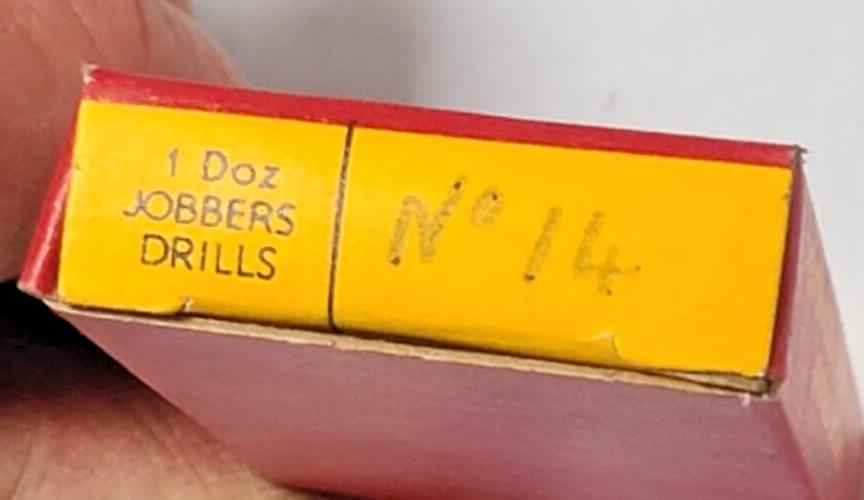 1 Doz
JOBBERS
DRILLS
Nº 14